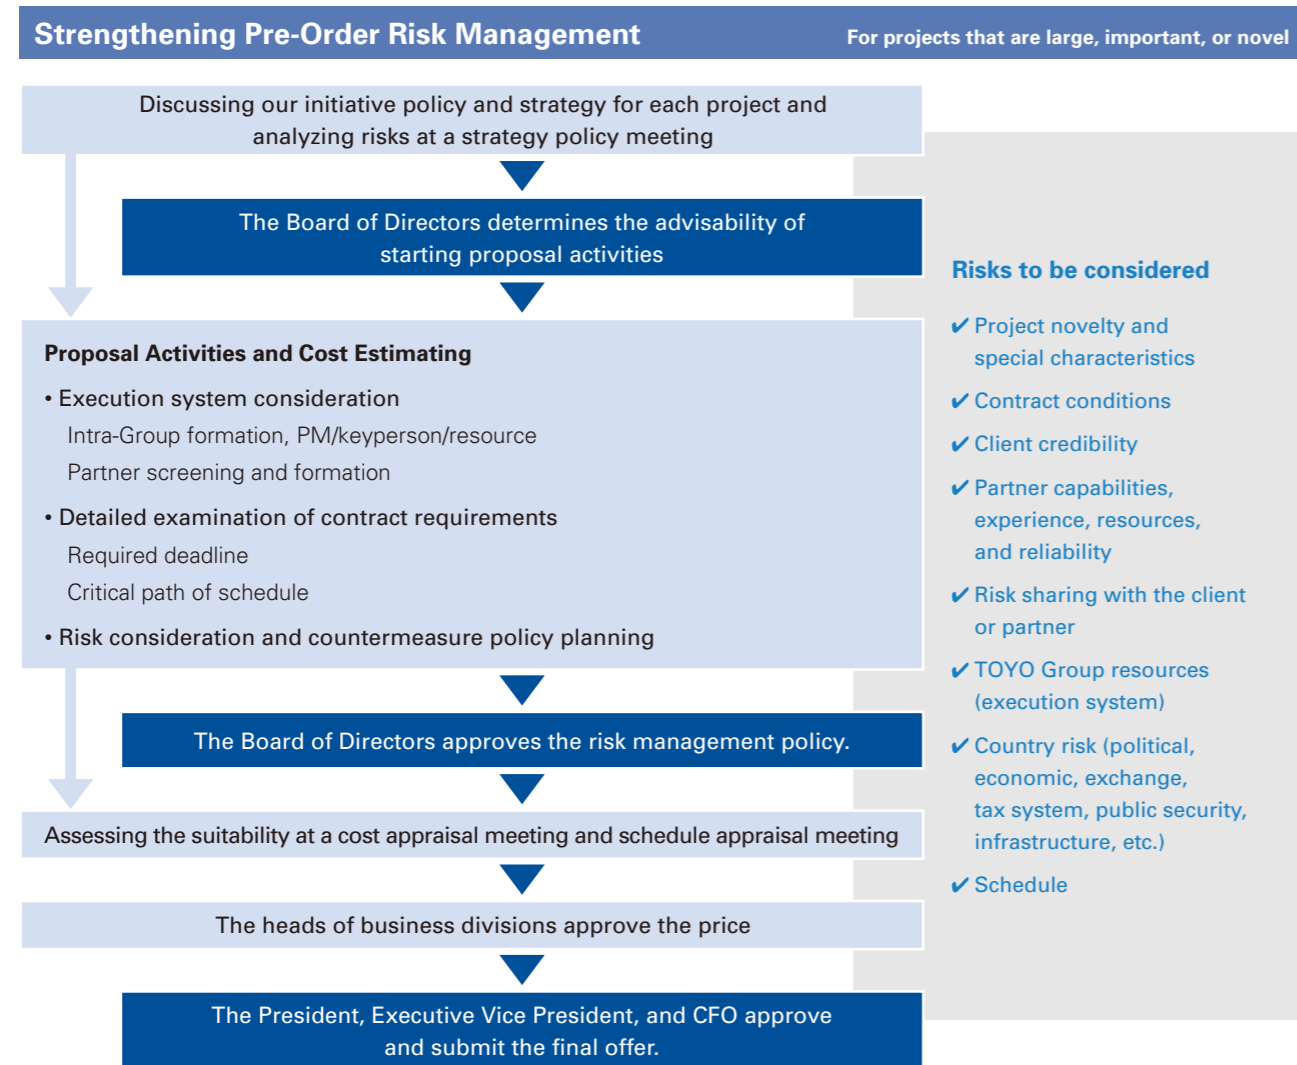 Strengthening Pre-Order Risk Management
For projects that are large, important, or novel
Discussing our initiative policy and strategy for each project and
analyzing risks at a strategy policy meeting
The Board of Directors determines the advisability of
starting proposal activities
Proposal Activities and Cost Estimating
• Execution system consideration
Intra-Group formation, PM/keyperson/resource
Partner screening and formation
• Detailed examination of contract requirements
Required deadline
Critical path of schedule
• Risk consideration and countermeasure policy planning
The Board of Directors approves the risk management policy.
Assessing the suitability at a cost appraisal meeting and schedule appraisal meeting
The heads of business divisions approve the price
The President, Executive Vice President, and CFO approve
and submit the final offer.
Risks to be considered
✔ Project novelty and
special characteristics
✔ Contract conditions
✔ Client credibility
✔ Partner capabilities,
experience, resources,
and reliability
✔ Risk sharing with the client
or partner
✔ TOYO Group resources
(execution system)
✔ Country risk (political,
economic, exchange,
tax system, public security,
infrastructure, etc.)
✔ Schedule